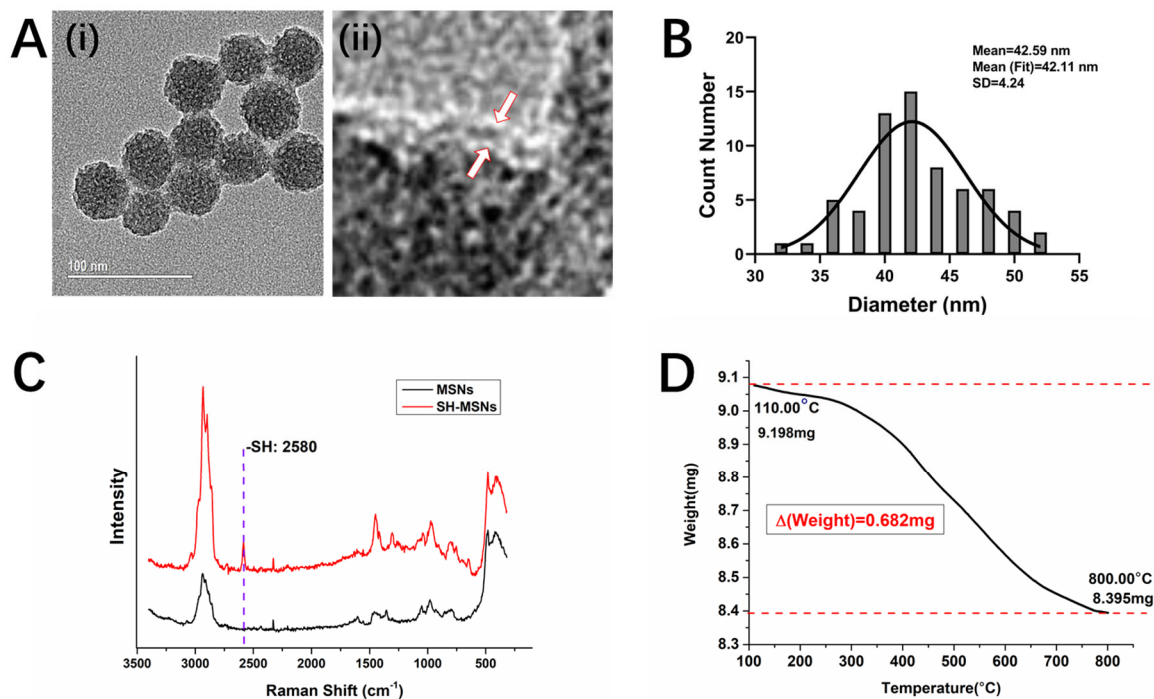 A
(i)
(ii)
100 nm
B
Mean=42.59 nm
Mean (Fit)=42.11 nm
SD=4.24
20
15
10
5
0
30
35
40
45
50
55
Count Number
Diameter (nm)
C
MSNs
SH-MSNs
-SH: 2580
Intensity
3500
3000
2500
2000
1500
1000
500
Raman Shift (cm⁻¹)
D
9.1
9.0
8.9
8.8
8.7
8.6
8.5
8.4
8.3
110.00°C
9.198mg
Δ(Weight)=0.682mg
800.00°C
8.395mg
Weight(mg)
100
200
300
400
500
600
700
800
Temperature(°C)